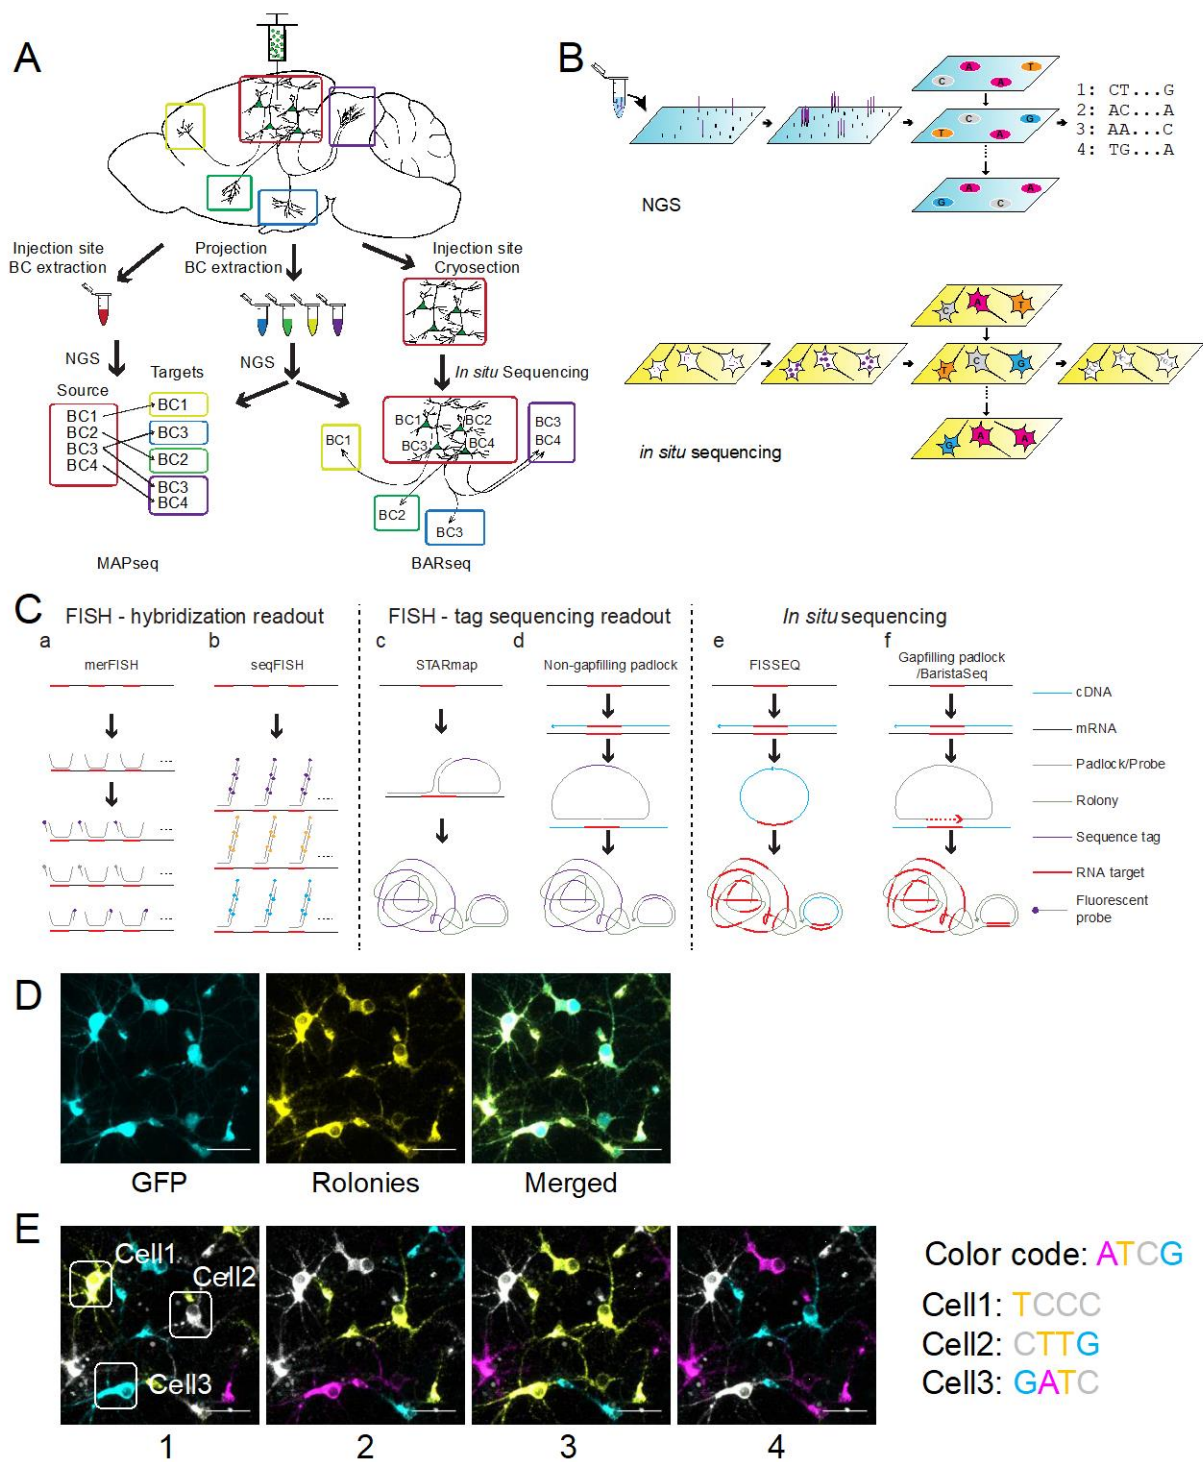 A
Injection site
BC extraction
Projection
BC extraction
Injection site
Cryosection
NGS
NGS
In situ Sequencing
Source
Targets
BC1
BC2
BC3
BC4
BC1
BC3
BC2
BC3
BC4
MAPseq
BC1
BC1
BC2
BC3
BC4
BC3
BC4
BC2
BC3
BARseq
B
C A A T
T C A G
G A C A
1: CT...G
2: AC...A
3: AA...C
4: TG...A
NGS
C A T
T C G
G A A
in situ sequencing
C
FISH - hybridization readout
FISH - tag sequencing readout
In situ sequencing
a
b
c
d
e
f
merFISH
seqFISH
STARmap
Non-gapfilling padlock
FISSEQ
Gapfilling padlock
/BaristaSeq
cDNA
mRNA
Padlock/Probe
Rolony
Sequence tag
RNA target
Fluorescent
probe
D
GFP
Rolonies
Merged
E
Cell1
Cell2
Cell3
1
2
3
4
Color code: ATCG
Cell1: TCCC
Cell2: CTTG
Cell3: GATC